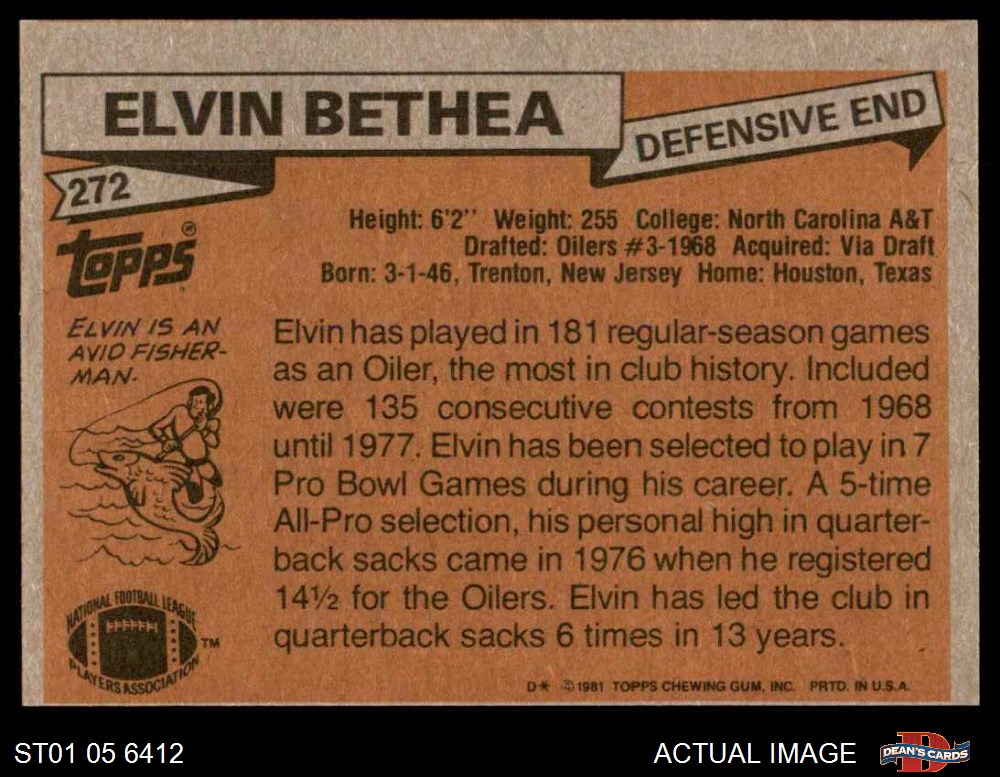 ELVIN BETHEA
DEFENSIVE END
272
TOPPS®
Height: 6'2'' Weight: 255 College: North Carolina A&T
Drafted: Oilers #3-1968 Acquired: Via Draft
Born: 3-1-46, Trenton, New Jersey Home: Houston, Texas
ELVIN IS AN
AVID FISHER-
MAN.
Elvin has played in 181 regular-season games
as an Oiler, the most in club history. Included
were 135 consecutive contests from 1968
until 1977. Elvin has been selected to play in 7
Pro Bowl Games during his career. A 5-time
All-Pro selection, his personal high in quarter-
back sacks came in 1976 when he registered
14½ for the Oilers. Elvin has led the club in
quarterback sacks 6 times in 13 years.
NATIONAL FOOTBALL LEAGUE
PLAYERS ASSOCIATION
™
D* ©1981 TOPPS CHEWING GUM, INC. PRTD. IN U.S.A.
ST01 05 6412
ACTUAL IMAGE
DEAN'S CARDS